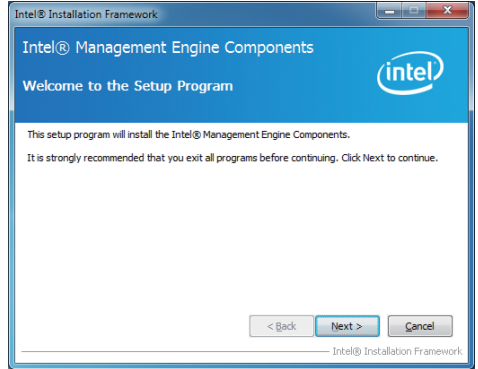 Intel® Installation Framework
Intel® Management Engine Components
Welcome to the Setup Program
intel
This setup program will install the Intel® Management Engine Components.
It is strongly recommended that you exit all programs before continuing. Click Next to continue.
< Back Next > Cancel
Intel® Installation Framework